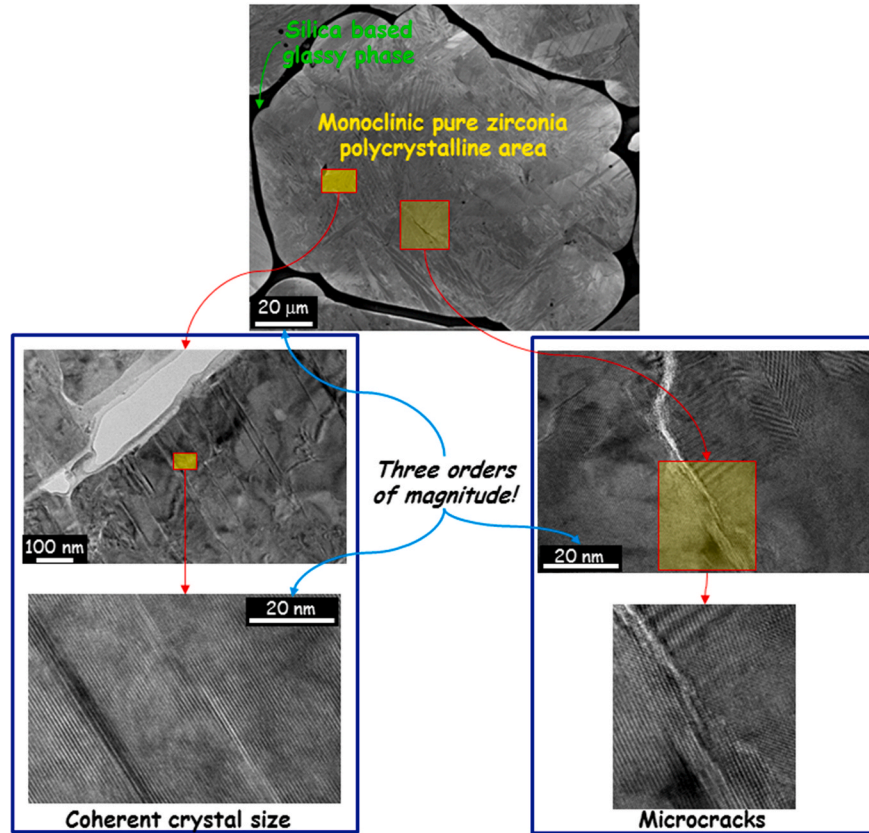 Silica based
glassy phase
Monoclinic pure zirconia
polycrystalline area
20 μm
Three orders
of magnitude!
100 nm
20 nm
20 nm
Coherent crystal size
Microcracks